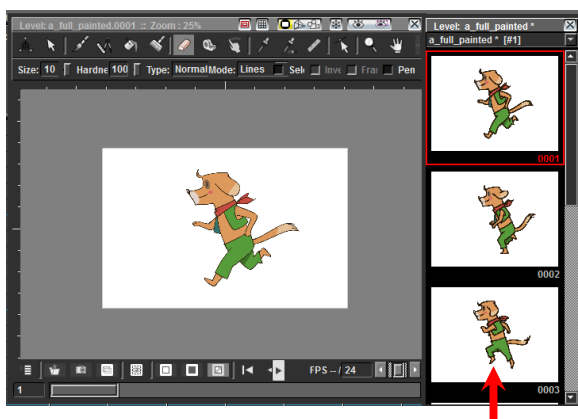 Level: a_full_painted.0001 :: Zoom : 25%
Size: 10 Hardne 100 Type: Normal Mode: Lines Sele Inve Fra Pen
FPS -- / 24
1
Level: a_full_painted *
a_full_painted * [#1]
0001
0002
0003